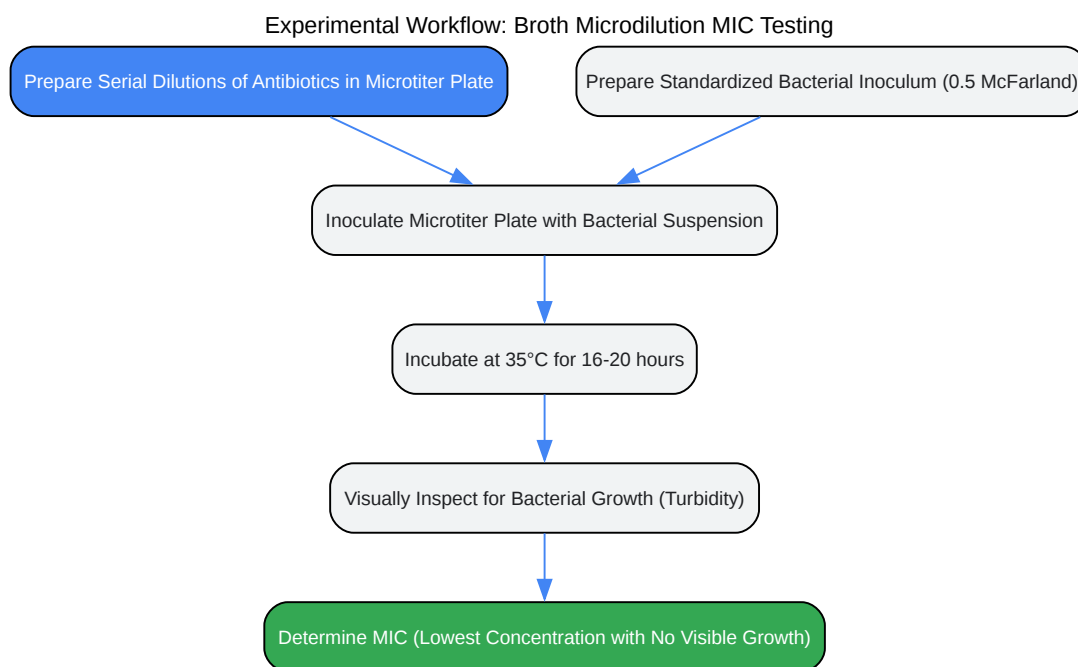 Experimental Workflow: Broth Microdilution MIC Testing
Prepare Serial Dilutions of Antibiotics in Microtiter Plate
Prepare Standardized Bacterial Inoculum (0.5 McFarland)
Inoculate Microtiter Plate with Bacterial Suspension
Incubate at 35°C for 16-20 hours
Visually Inspect for Bacterial Growth (Turbidity)
Determine MIC (Lowest Concentration with No Visible Growth)